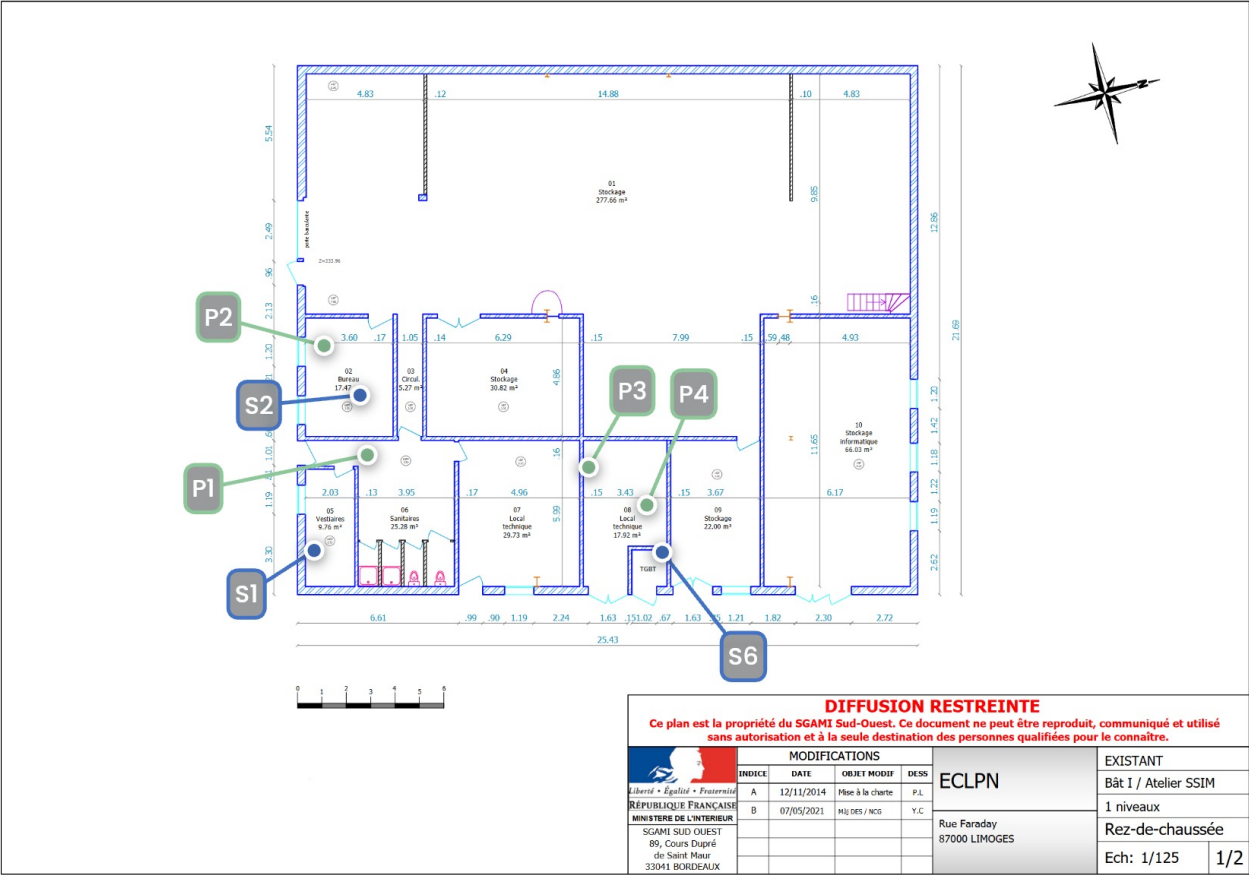 4.83
.12
14.88
.10
4.83
5.54
2.49
.96
2.13
1.20
porte basculante
Z=333.96
01
Stockage
277.66 m²
9.85
.16
12.86
21.69
N
P2
3.60
.17
1.05
.14
6.29
.15
7.99
.15
.59
.48
4.93
02
Bureau
17.47
03
Circul.
5.27 m²
04
Stockage
30.82 m²
4.86
S2
P3
P4
10
Stockage
informatique
66.03 m²
11.65
1.20
1.42
1.18
1.22
1.19
2.62
P1
1.01
1.19
3.30
.16
2.03
.13
3.95
.17
4.96
.15
3.43
.15
3.67
6.17
05
Vestiaires
9.76 m²
06
Sanitaires
25.28 m²
07
Local
technique
29.73 m²
5.99
08
Local
technique
17.92 m²
09
Stockage
22.00 m²
TGBT
S1
S6
6.61
.99
.90
1.19
2.24
1.63
.15
1.02
.67
1.63
1.21
1.82
2.30
2.72
25.43
0 1 2 3 4 5 6
DIFFUSION RESTREINTE
Ce plan est la propriété du SGAMI Sud-Ouest. Ce document ne peut être reproduit, communiqué et utilisé
sans autorisation et à la seule destination des personnes qualifiées pour le connaître.
Liberté • Égalité • Fraternité
RÉPUBLIQUE FRANÇAISE
MINISTERE DE L'INTERIEUR
SGAMI SUD OUEST
89, Cours Dupré
de Saint Maur
33041 BORDEAUX
MODIFICATIONS
INDICE DATE OBJET MODIF DESS
A 12/11/2014 Mise à la charte P.L
B 07/05/2021 Màj DES / NCG Y.C
ECLPN
Rue Faraday
87000 LIMOGES
EXISTANT
Bât I / Atelier SSIM
1 niveaux
Rez-de-chaussée
Ech: 1/125
1/2